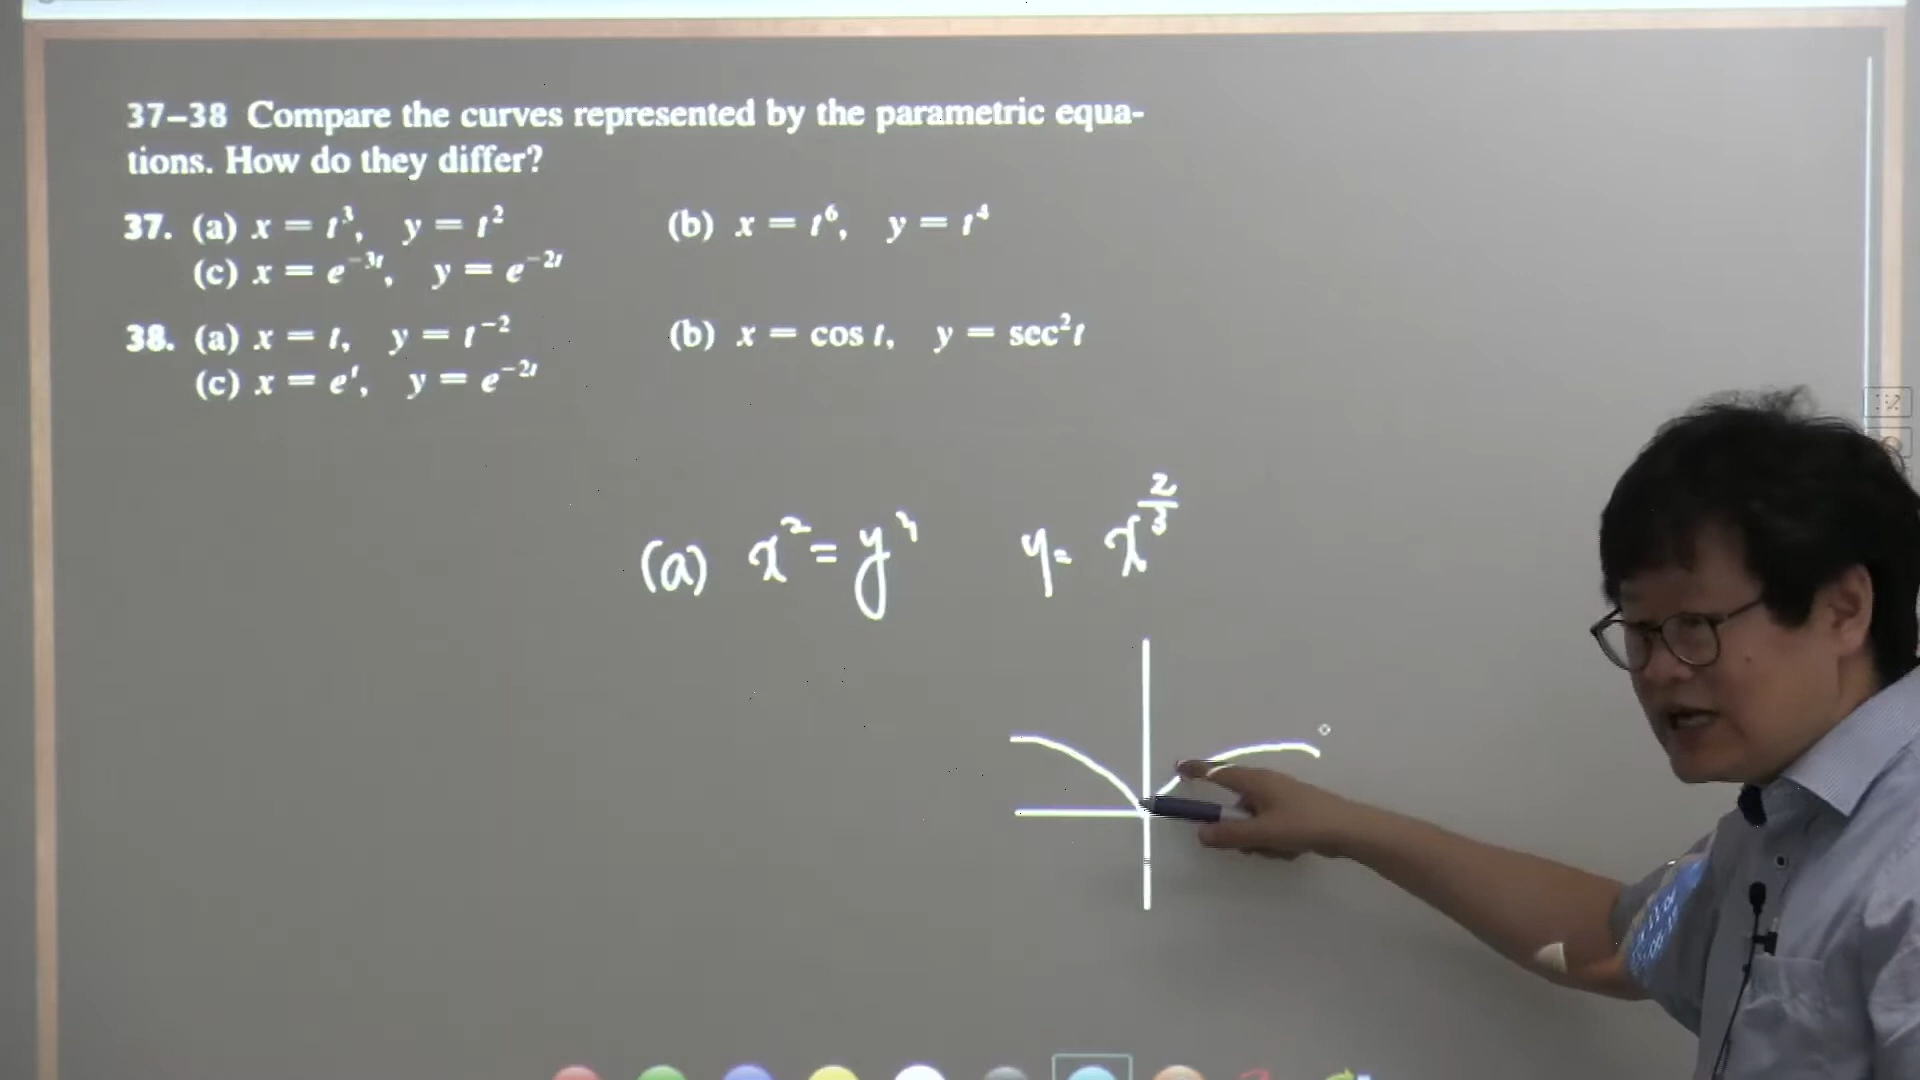 37–38 Compare the curves represented by the parametric equa-
tions. How do they differ?
37. (a) x = t³, y = t² (b) x = t⁶, y = t⁴
(c) x = e⁻³ᵗ, y = e⁻²ᵗ
38. (a) x = t, y = t⁻² (b) x = cos t, y = sec²t
(c) x = eᵗ, y = e⁻²ᵗ
(a) x² = y³ y = x^(2/3)